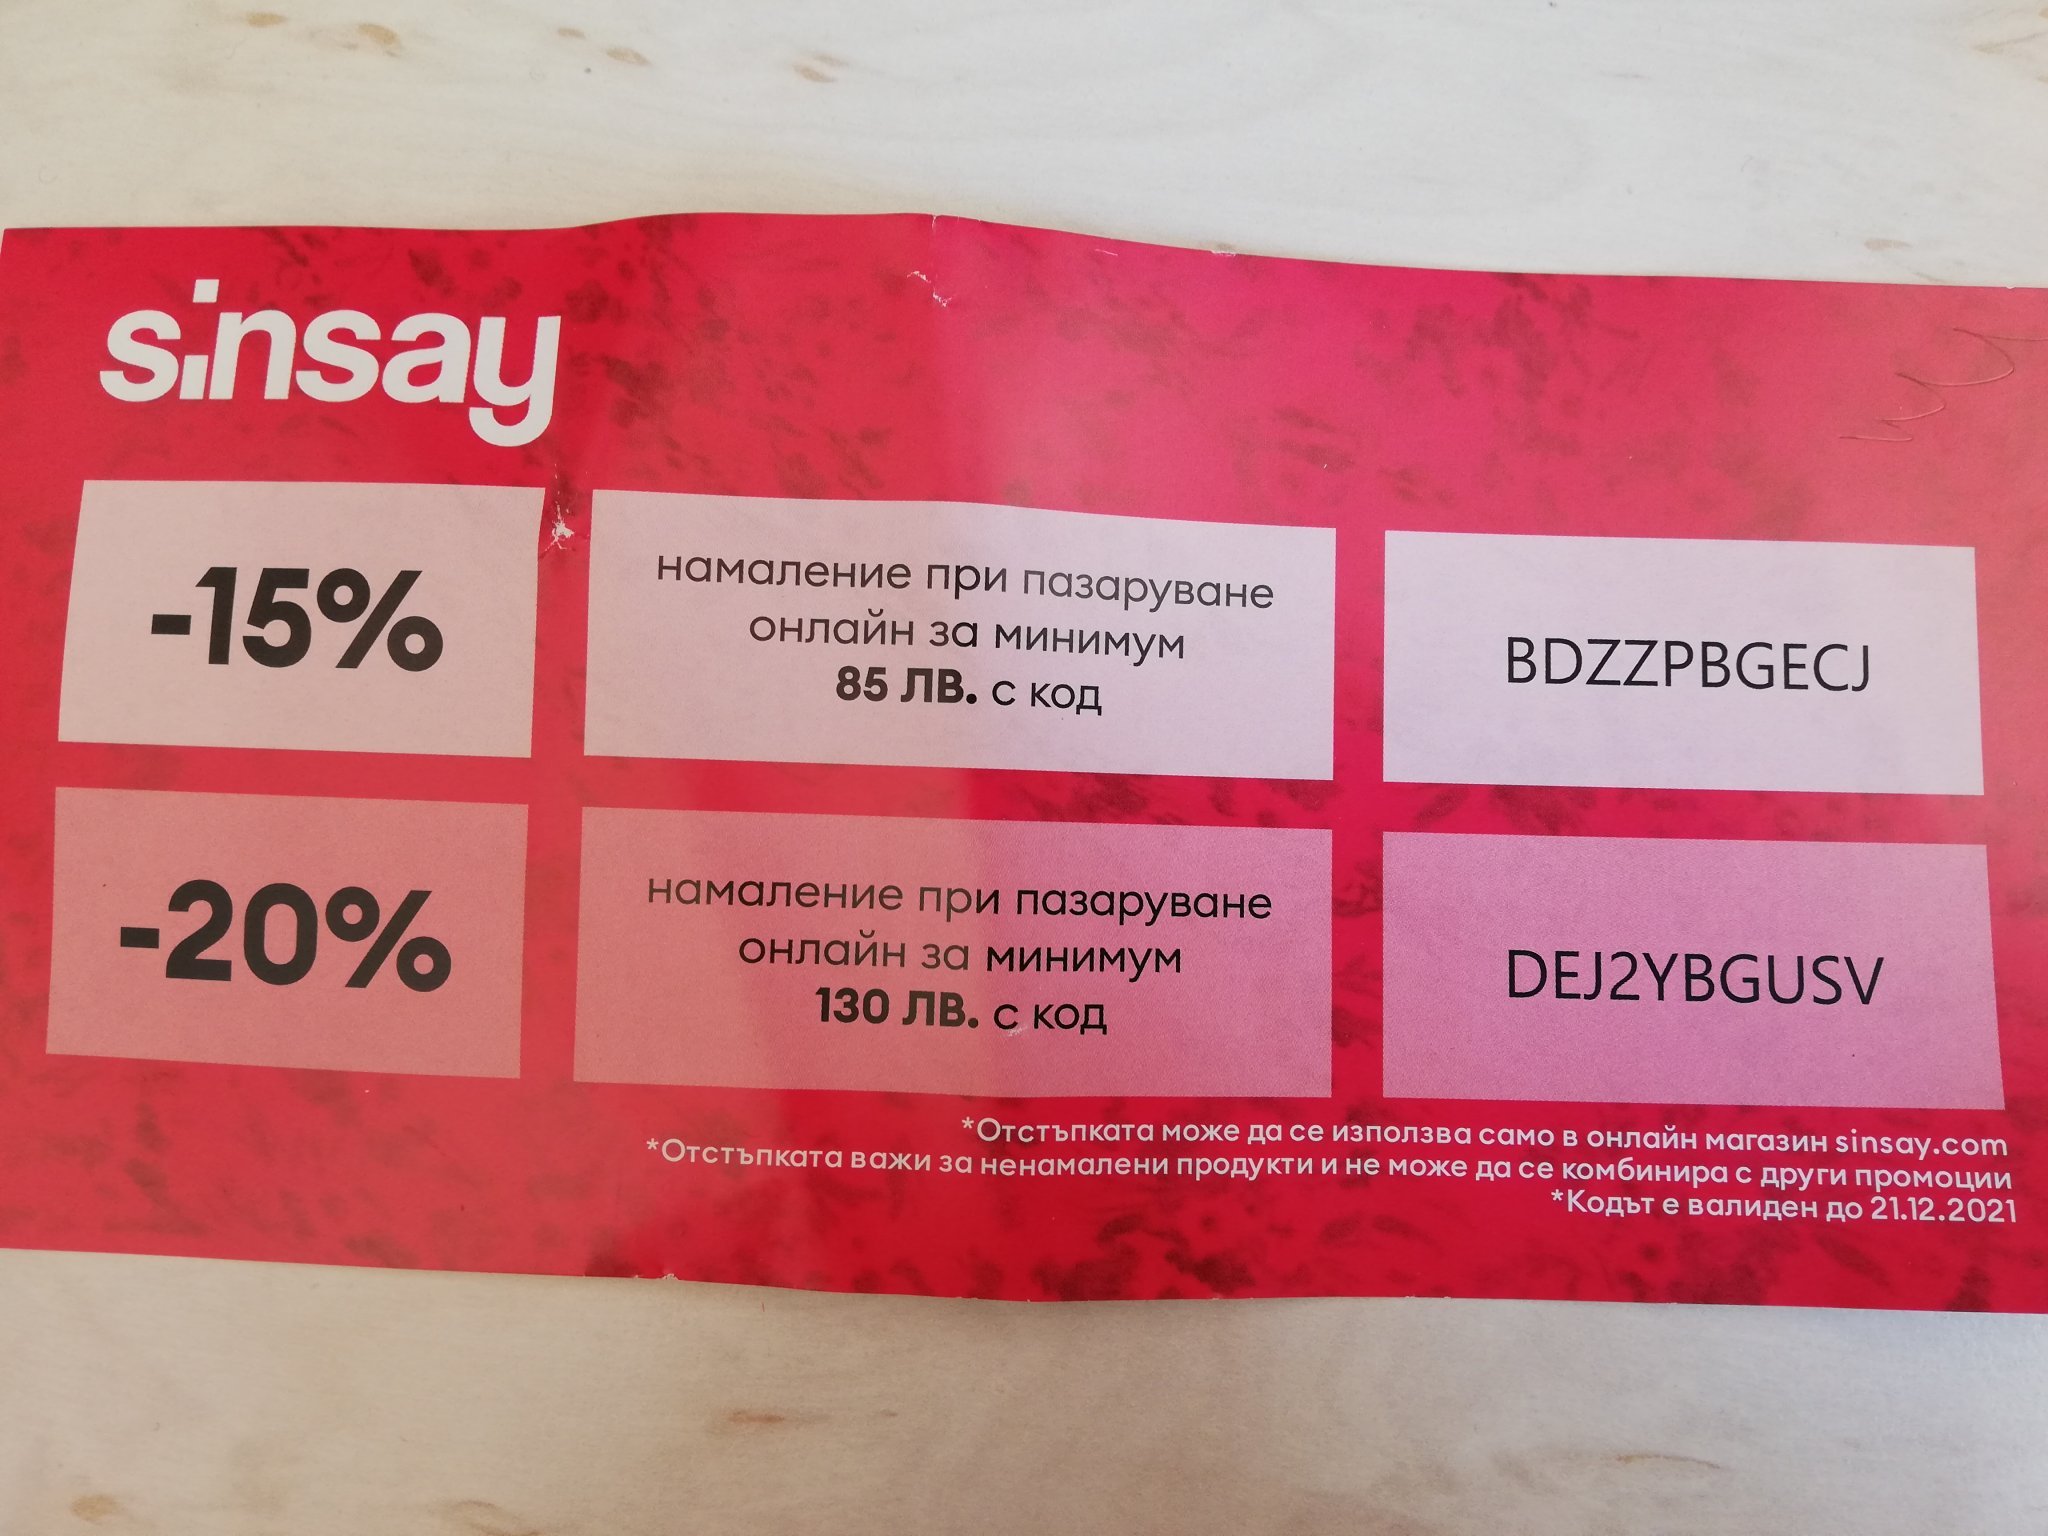 sinsay
-15%
намаление при пазаруване
онлайн за минимум
85 ЛВ. с код
BDZZPBGECJ
-20%
намаление при пазаруване
онлайн за минимум
130 ЛВ. с код
DEJ2YBGUSV
*Отстъпката може да се използва само в онлайн магазин sinsay.com
*Отстъпката важи за ненамалени продукти и не може да се комбинира с други промоции
*Кодът е валиден до 21.12.2021